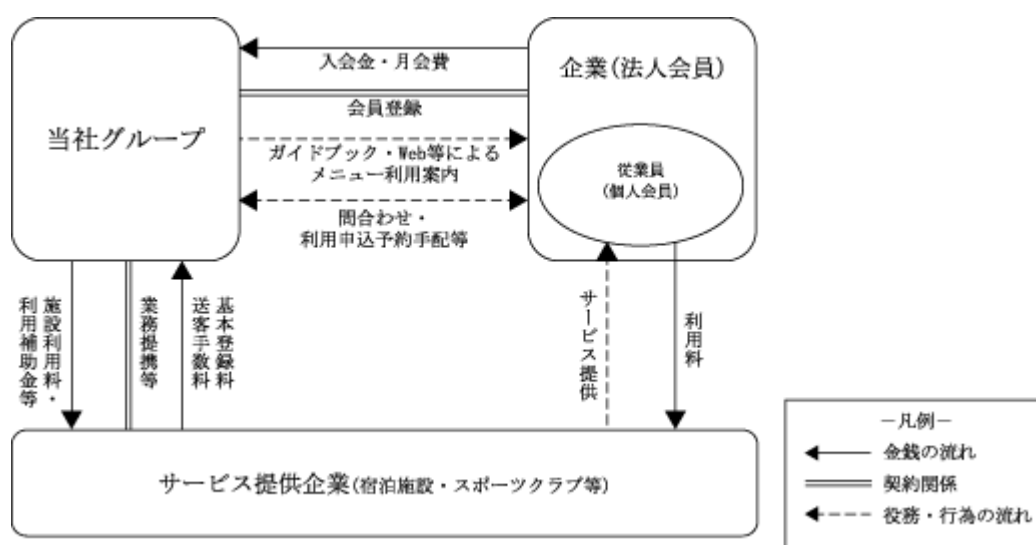 入会金・月会費
企業(法人会員)
会員登録
当社グループ
ガイドブック・Web等による
メニュー利用案内
従業員
(個人会員)
問合わせ・
利用申込予約手配等
施設利用料・
利用補助金等
業務提携等
基本登録料
送客手数料
サービス提供
利用料
サービス提供企業(宿泊施設・スポーツクラブ等)
－凡例－
金銭の流れ
契約関係
役務・行為の流れ